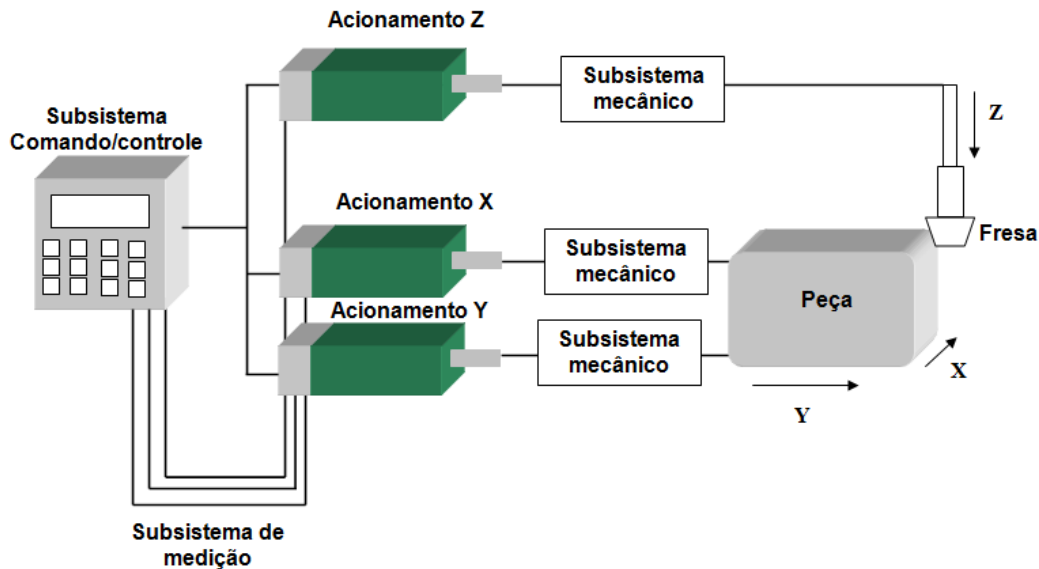 Acionamento Z
Subsistema
mecânico
Subsistema
Comando/controle
Z
Acionamento X
Subsistema
mecânico
Fresa
Peça
Acionamento Y
Subsistema
mecânico
X
Y
Subsistema de
medição